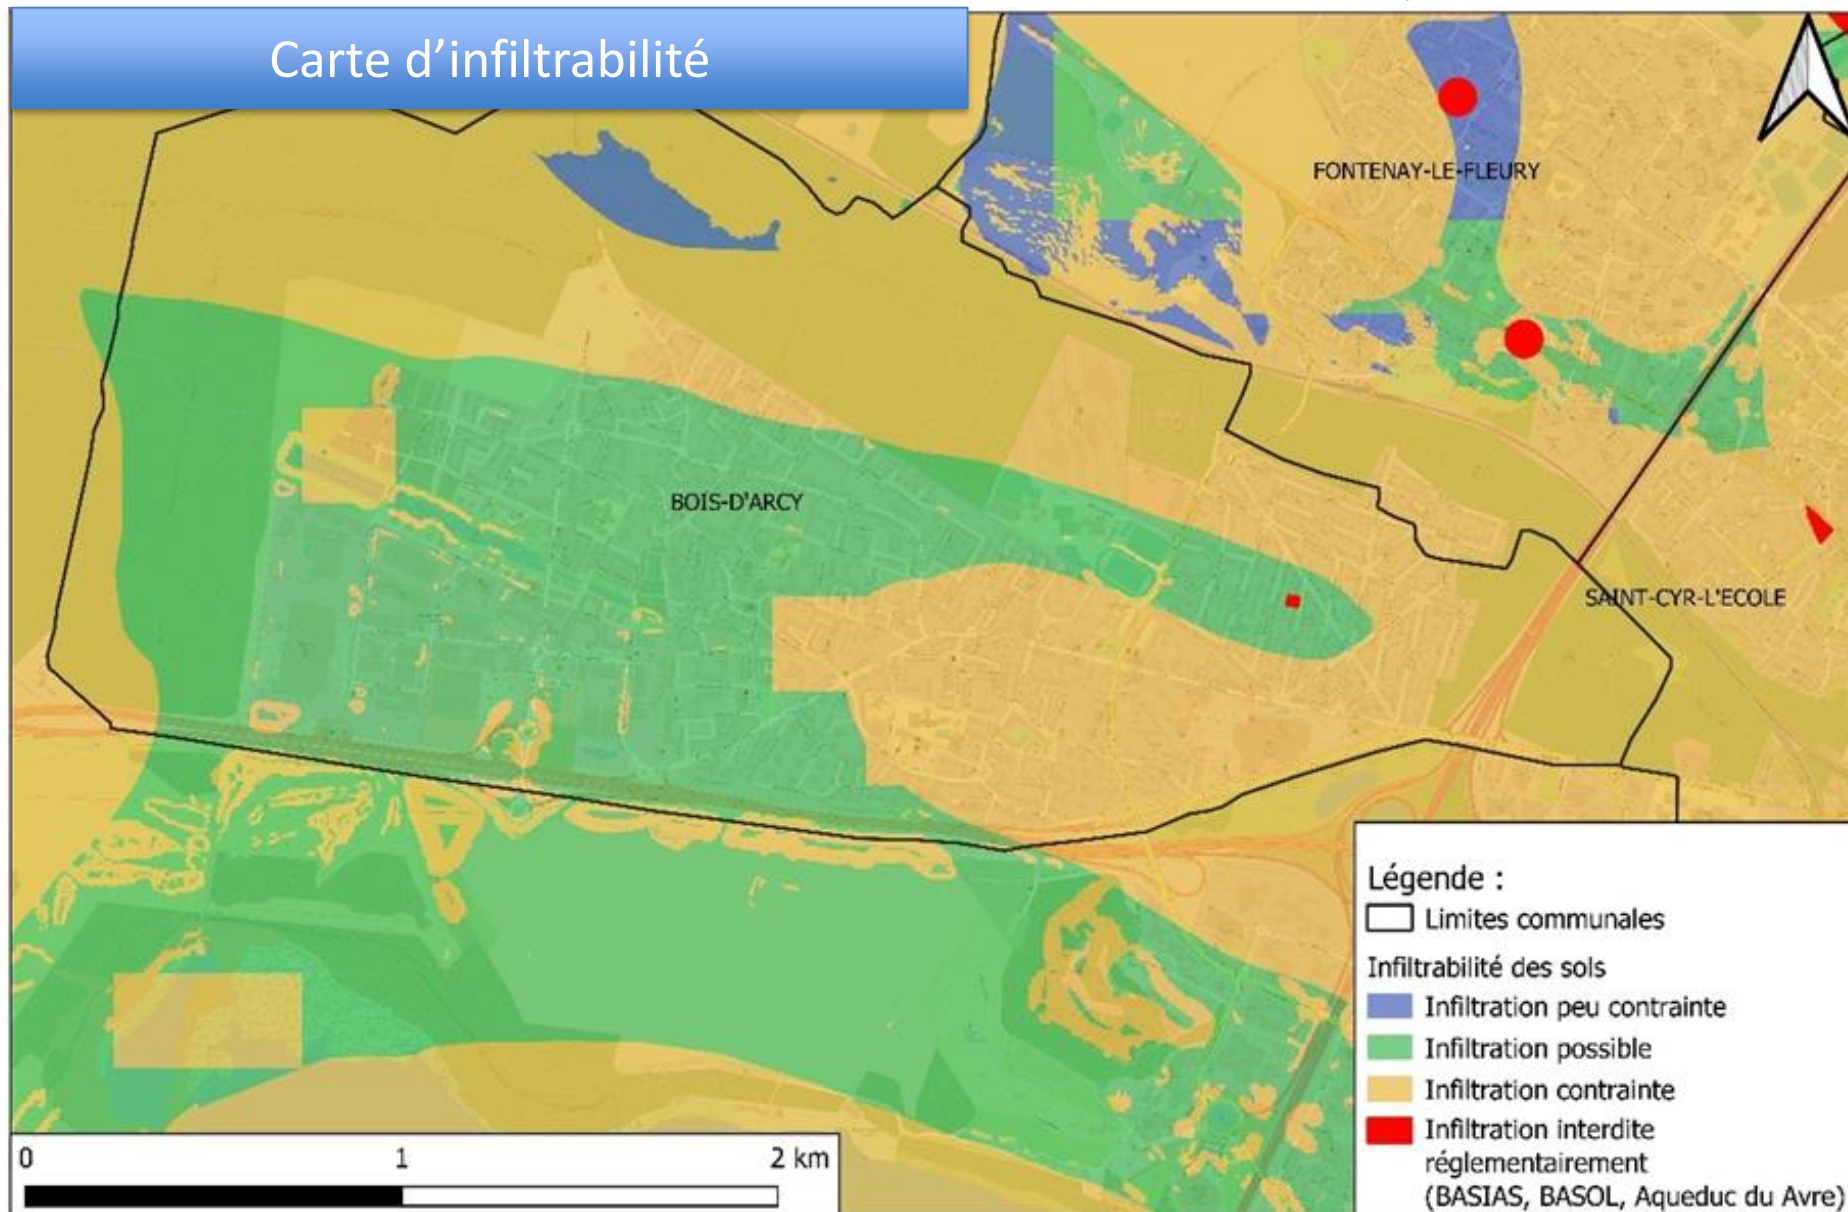 Carte d'infiltrabilité
FONTENAY-LE-FLEURY
BOIS-D'ARCY
SAINT-CYR-L'ECOLE
Légende :
Limites communales
Infiltrabilité des sols
Infiltration peu contrainte
Infiltration possible
Infiltration contrainte
Infiltration interdite
réglementairement
(BASIAS, BASOL, Aqueduc du Avre)
0 1 2 km